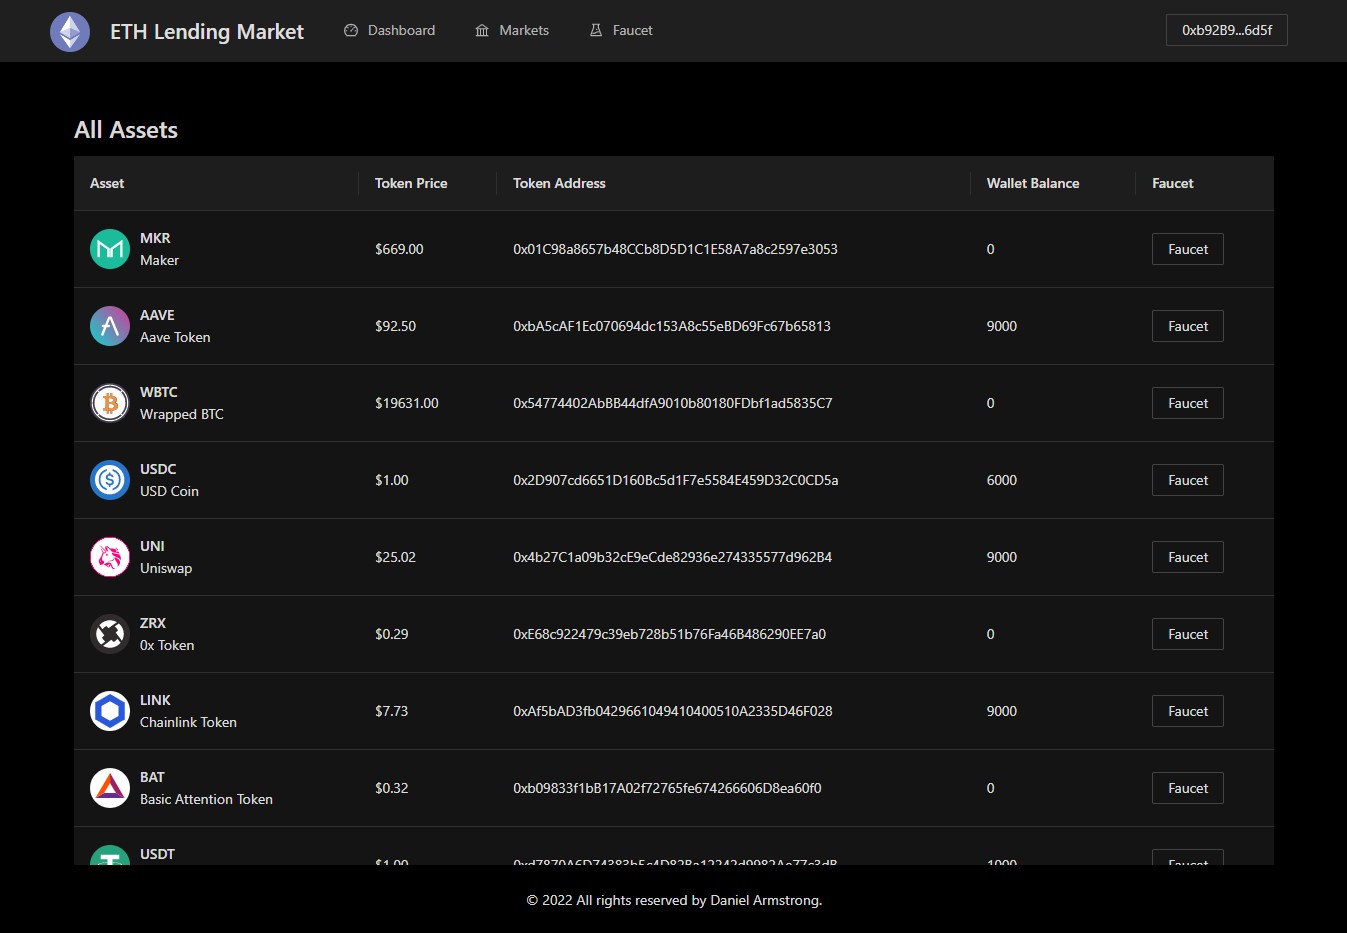 ETH Lending Market Dashboard Markets Faucet 0xb92B9...6d5f
All Assets
Asset Token Price Token Address Wallet Balance Faucet
MKR
Maker
$669.00 0x01C98a8657b48CCb8D5D1C1E58A7a8c2597e3053 0 Faucet
AAVE
Aave Token
$92.50 0xbA5cAF1Ec070694dc153A8c55eBD69Fc67b65813 9000 Faucet
WBTC
Wrapped BTC
$19631.00 0x54774402AbBB44dfA9010b80180FDbf1ad5835C7 0 Faucet
USDC
USD Coin
$1.00 0x2D907cd6651D160Bc5d1F7e5584E459D32C0CD5a 6000 Faucet
UNI
Uniswap
$25.02 0x4b27C1a09b32cE9eCde82936e274335577d962B4 9000 Faucet
ZRX
0x Token
$0.29 0xE68c922479c39eb728b51b76Fa46B486290EE7a0 0 Faucet
LINK
Chainlink Token
$7.73 0xAf5bAD3fb0429661049410400510A2335D46F028 9000 Faucet
BAT
Basic Attention Token
$0.32 0xb09833f1bB17A02f72765fe674266606D8ea60f0 0 Faucet
USDT
$1.00 1000 Faucet
© 2022 All rights reserved by Daniel Armstrong.